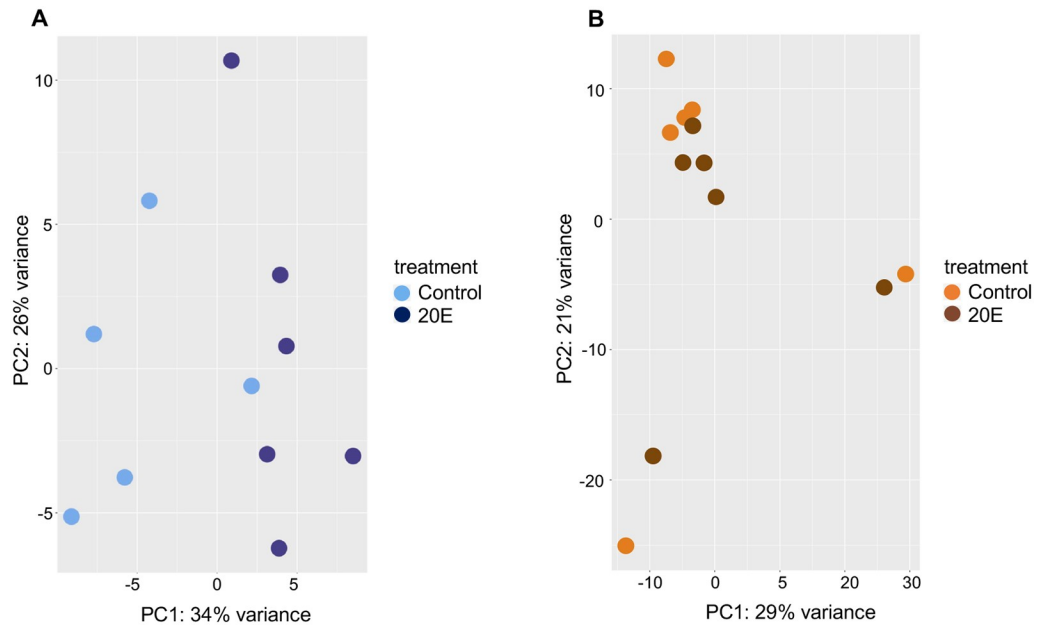 A
10
5
0
-5
-5
0
5
PC2: 26% variance
PC1: 34% variance
treatment
Control
20E
B
10
0
-10
-20
-10
0
5
20
30
PC2: 21% variance
PC1: 29% variance
treatment
Control
20E